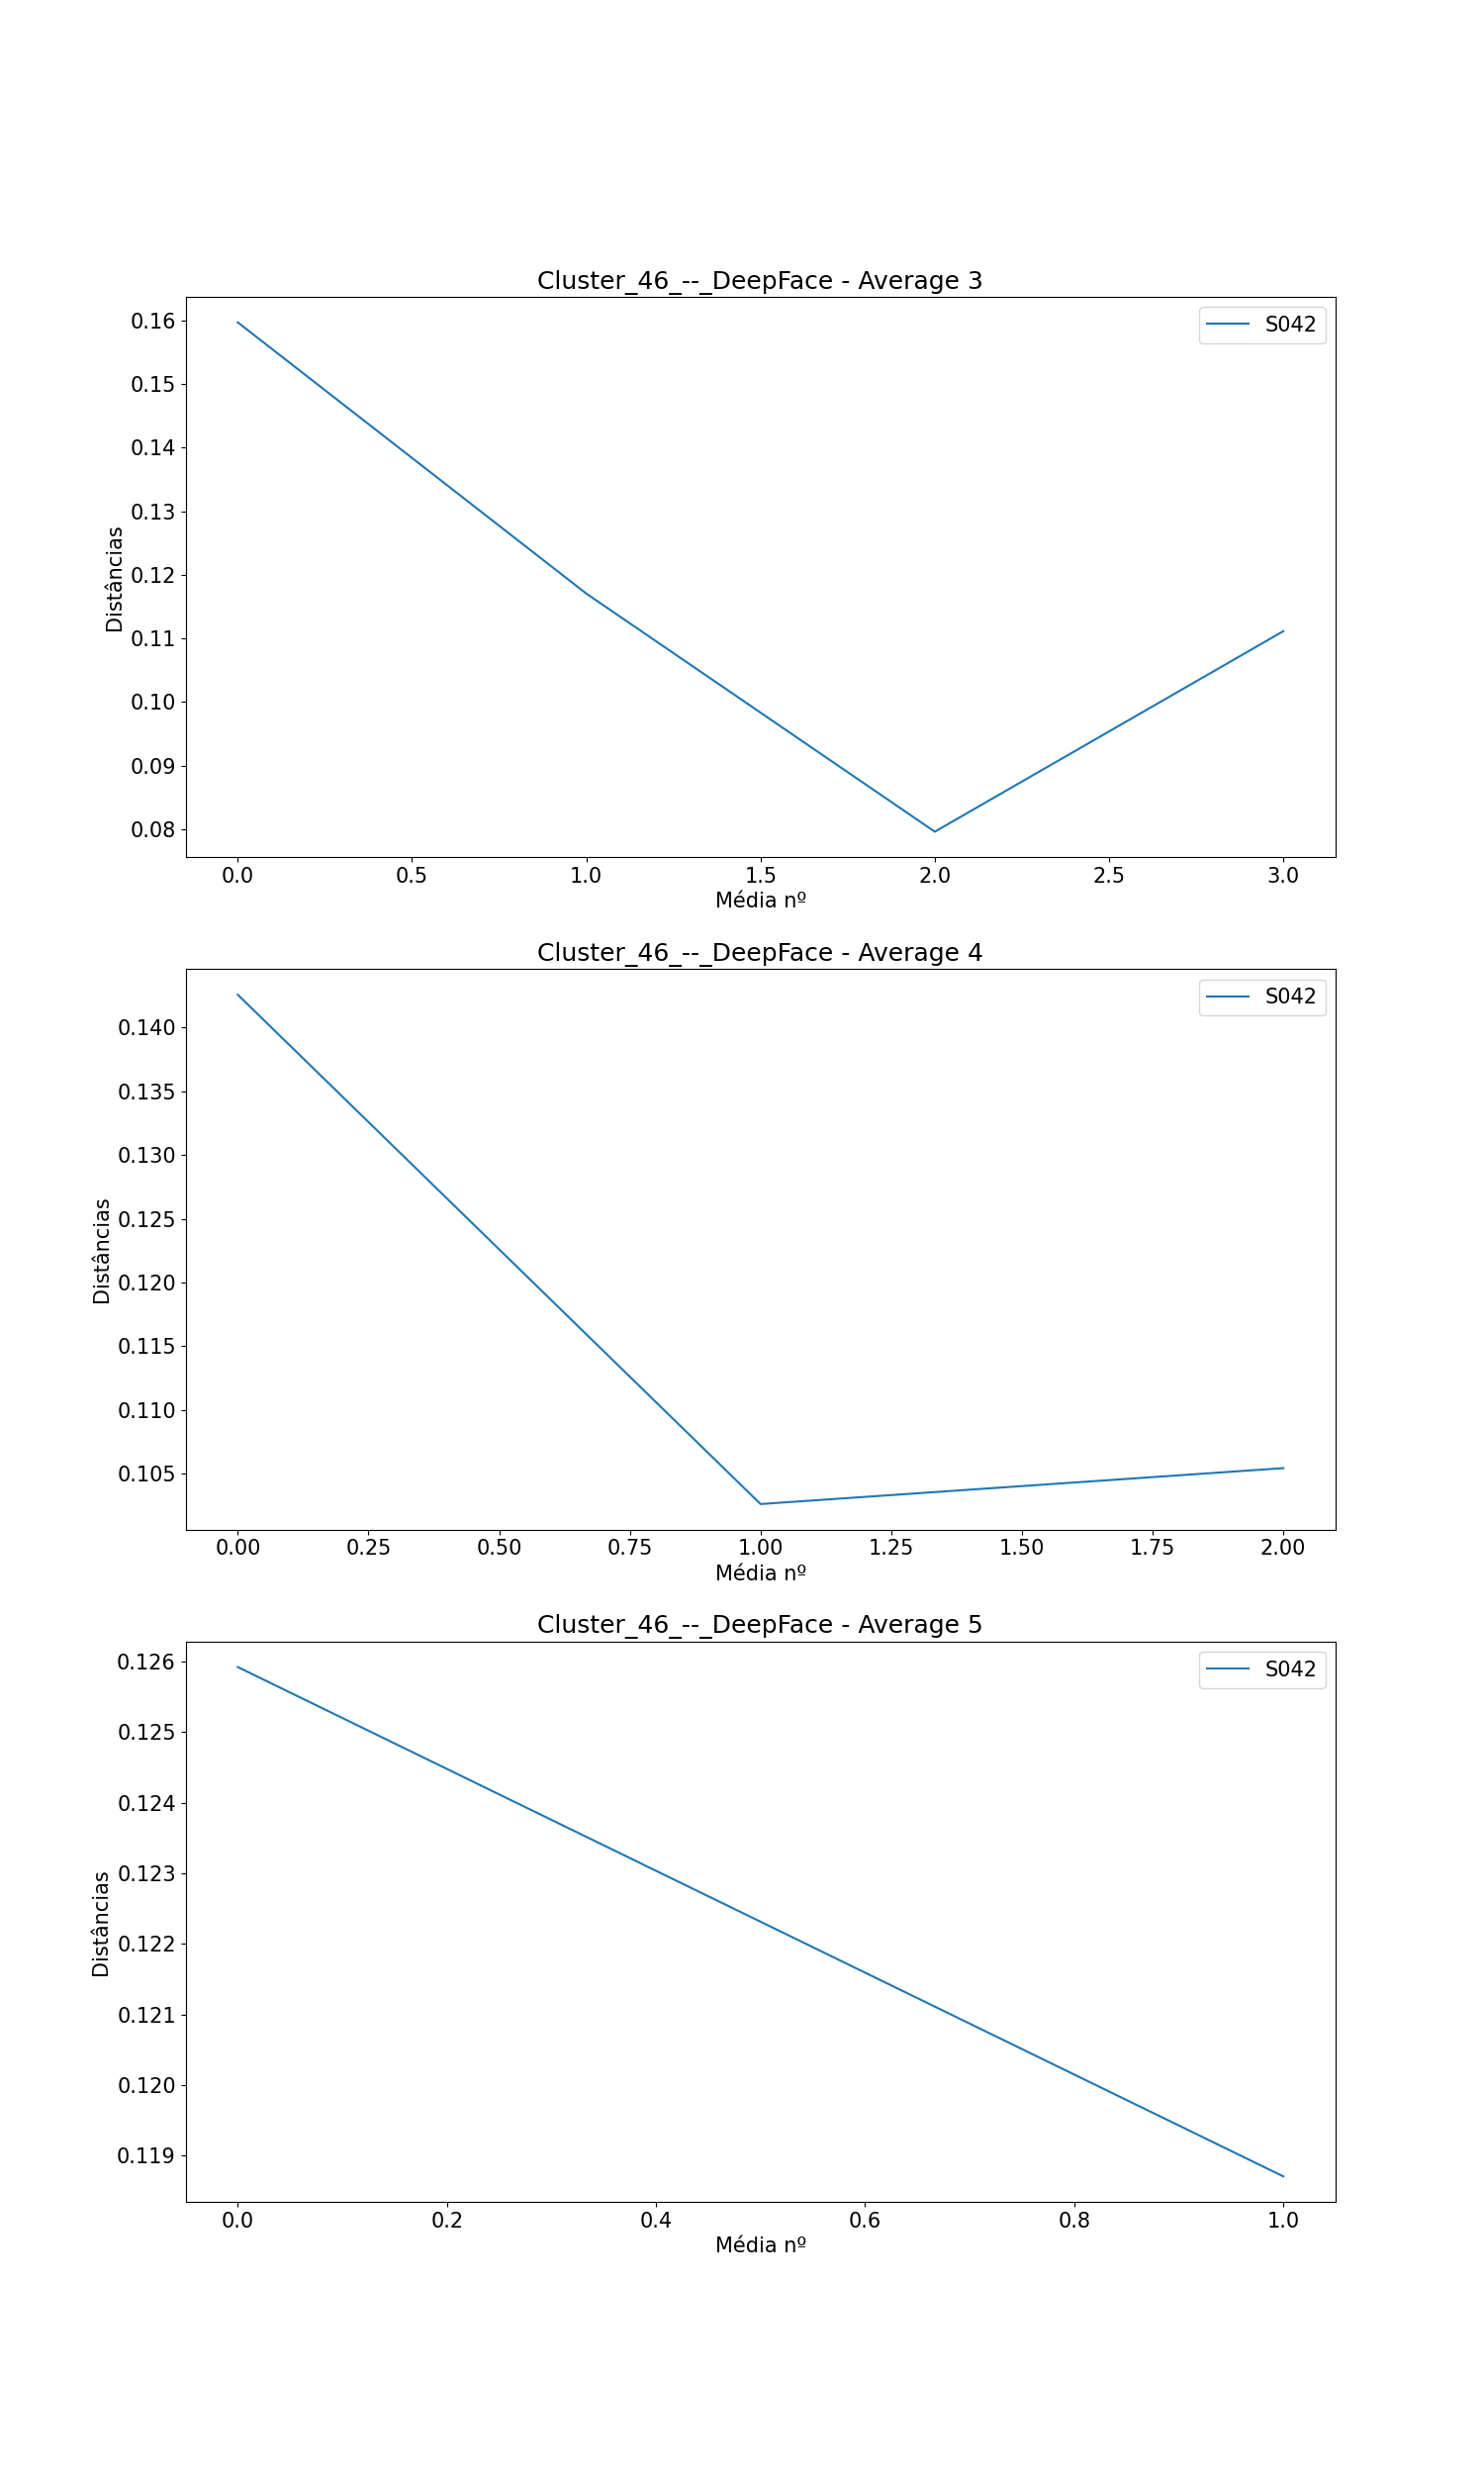 Cluster_46_--_DeepFace - Average 3
S042
0.16
0.15
0.14
0.13
0.12
0.11
0.10
0.09
0.08
Distâncias
0.0 0.5 1.0 1.5 2.0 2.5 3.0
Média nº
Cluster_46_--_DeepFace - Average 4
S042
0.140
0.135
0.130
0.125
0.120
0.115
0.110
0.105
Distâncias
0.00 0.25 0.50 0.75 1.00 1.25 1.50 1.75 2.00
Média nº
Cluster_46_--_DeepFace - Average 5
S042
0.126
0.125
0.124
0.123
0.122
0.121
0.120
0.119
Distâncias
0.0 0.2 0.4 0.6 0.8 1.0
Média nº